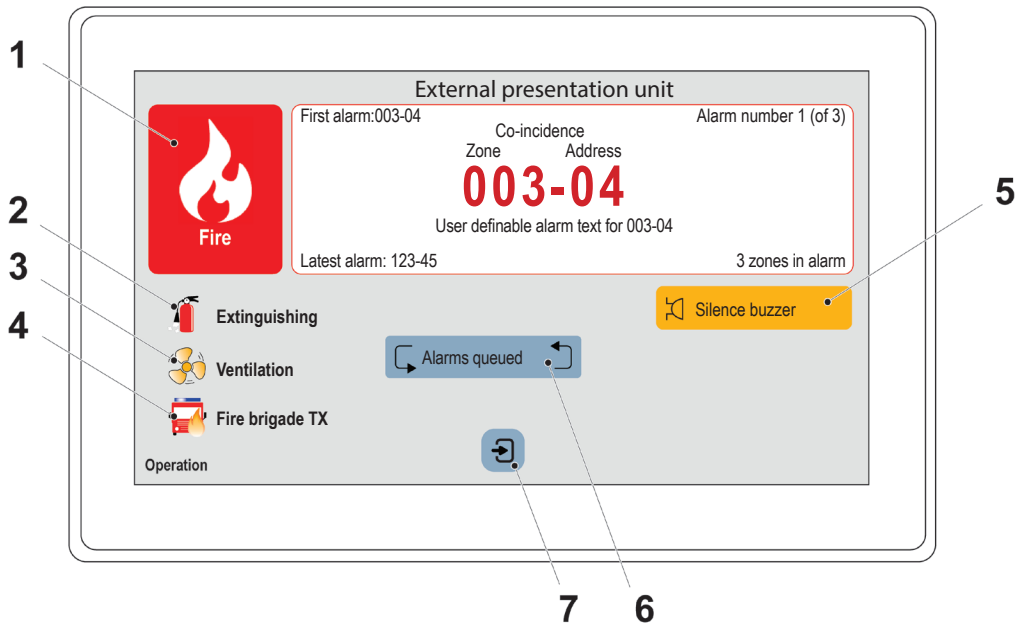 1
External presentation unit
First alarm:003-04
Alarm number 1 (of 3)
Co-incidence
Zone Address
003-04
User definable alarm text for 003-04
Fire
Latest alarm: 123-45
3 zones in alarm
2
5
3
4
Extinguishing
Silence buzzer
Ventilation
Alarms queued
Fire brigade TX
Operation
7
6